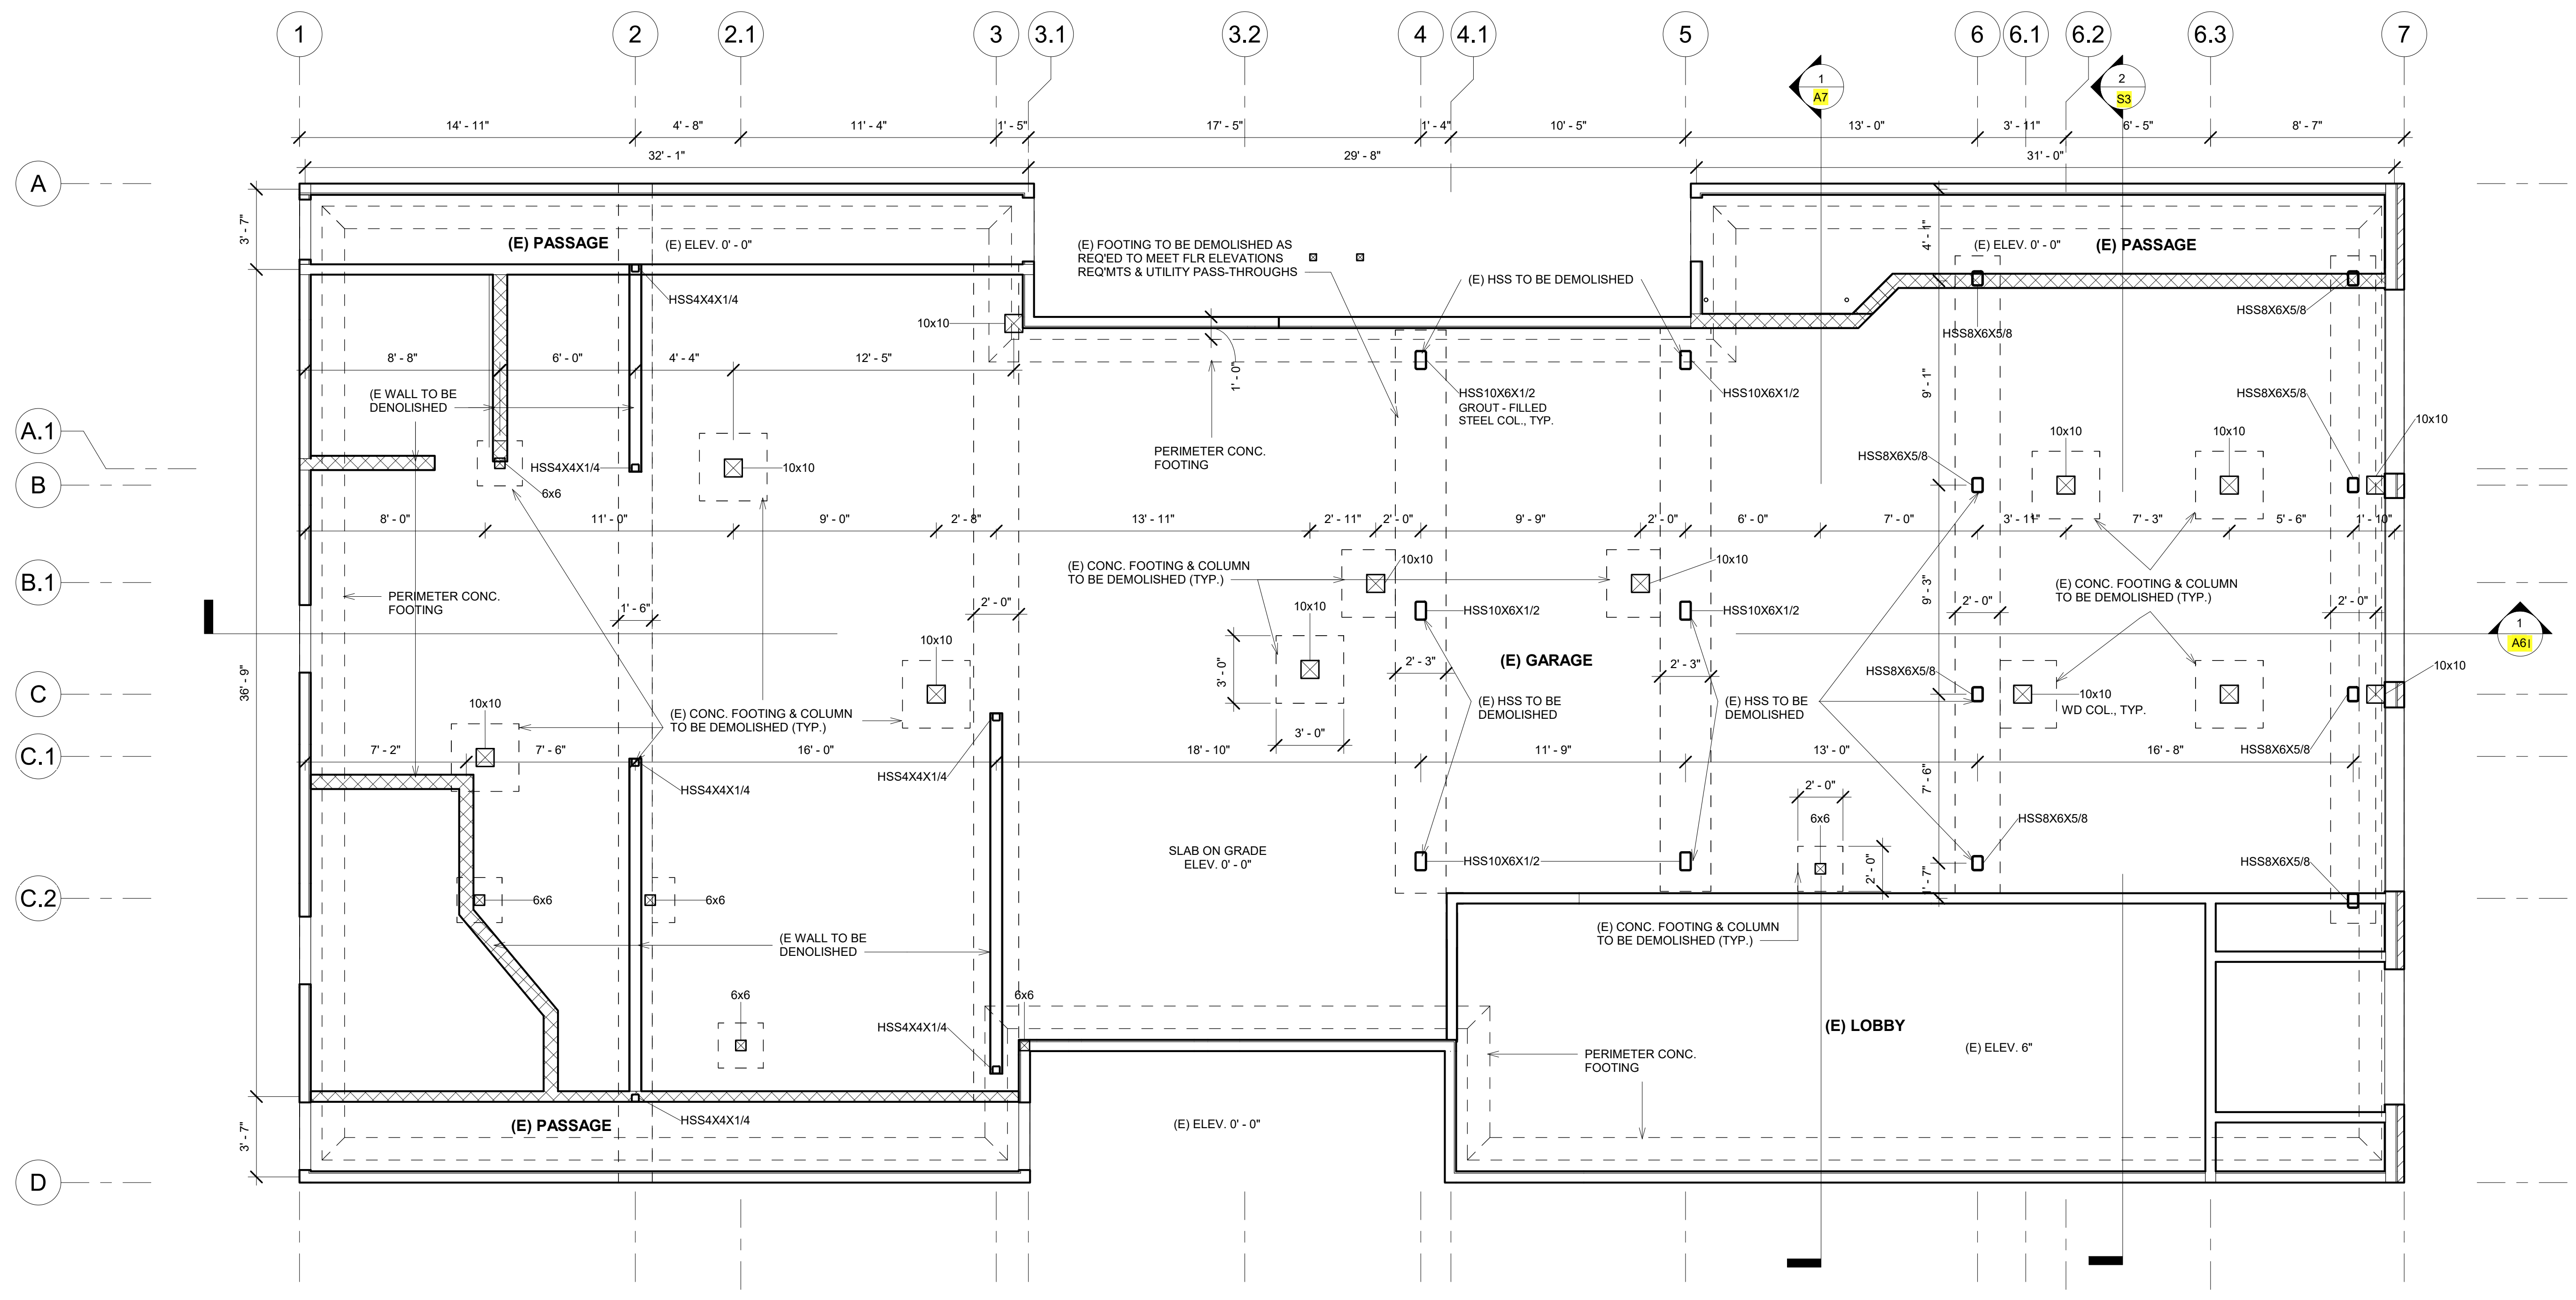 1
2
2.1
3
3.1
3.2
4
4.1
5
6
6.1
6.2
6.3
7
1
A7
2
S3
14' - 11"
4' - 8"
11' - 4"
1' - 5"
17' - 5"
1' - 4"
10' - 5"
13' - 0"
3' - 11"
6' - 5"
8' - 7"
32' - 1"
29' - 8"
31' - 0"
A
3' - 7"
(E) PASSAGE
(E) ELEV. 0' - 0"
(E) FOOTING TO BE DEMOLISHED AS
REQ'ED TO MEET FLR ELEVATIONS
REQ'MTS & UTILITY PASS-THROUGHS
(E) HSS TO BE DEMOLISHED
4' - 1"
(E) ELEV. 0' - 0"
(E) PASSAGE
HSS4X4X1/4
10x10
HSS8X6X5/8
HSS8X6X5/8
8' - 8"
6' - 0"
4' - 4"
12' - 5"
1' - 0"
9' - 1"
(E WALL TO BE
DENOLISHED
HSS10X6X1/2
GROUT - FILLED
STEEL COL., TYP.
HSS10X6X1/2
HSS8X6X5/8
10x10
A.1
PERIMETER CONC.
FOOTING
10x10
10x10
HSS8X6X5/8
HSS4X4X1/4
10x10
6x6
B
8' - 0"
11' - 0"
9' - 0"
2' - 8"
13' - 11"
2' - 11"
2' - 0"
9' - 9"
2' - 0"
6' - 0"
7' - 0"
3' - 11"
7' - 3"
5' - 6"
1' - 10"
B.1
(E) CONC. FOOTING & COLUMN
TO BE DEMOLISHED (TYP.)
10x10
10x10
9' - 3"
(E) CONC. FOOTING & COLUMN
TO BE DEMOLISHED (TYP.)
PERIMETER CONC.
FOOTING
1' - 6"
2' - 0"
10x10
HSS10X6X1/2
HSS10X6X1/2
2' - 0"
2' - 0"
1
A6
10x10
36' - 9"
3' - 0"
2' - 3"
(E) GARAGE
2' - 3"
HSS8X6X5/8
10x10
C
10x10
(E) CONC. FOOTING & COLUMN
TO BE DEMOLISHED (TYP.)
(E) HSS TO BE
DEMOLISHED
(E) HSS TO BE
DEMOLISHED
10x10
WD COL., TYP.
3' - 0"
C.1
7' - 2"
7' - 6"
16' - 0"
18' - 10"
11' - 9"
13' - 0"
16' - 8"
HSS8X6X5/8
7' - 6"
HSS4X4X1/4
HSS4X4X1/4
2' - 0"
6x6
HSS8X6X5/8
SLAB ON GRADE
ELEV. 0' - 0"
HSS10X6X1/2
2' - 0"
HSS8X6X5/8
1' - 7"
C.2
6x6
6x6
(E WALL TO BE
DENOLISHED
(E) CONC. FOOTING & COLUMN
TO BE DEMOLISHED (TYP.)
6x6
6x6
HSS4X4X1/4
(E) LOBBY
(E) ELEV. 6"
PERIMETER CONC.
FOOTING
3' - 7"
(E) PASSAGE
HSS4X4X1/4
(E) ELEV. 0' - 0"
D